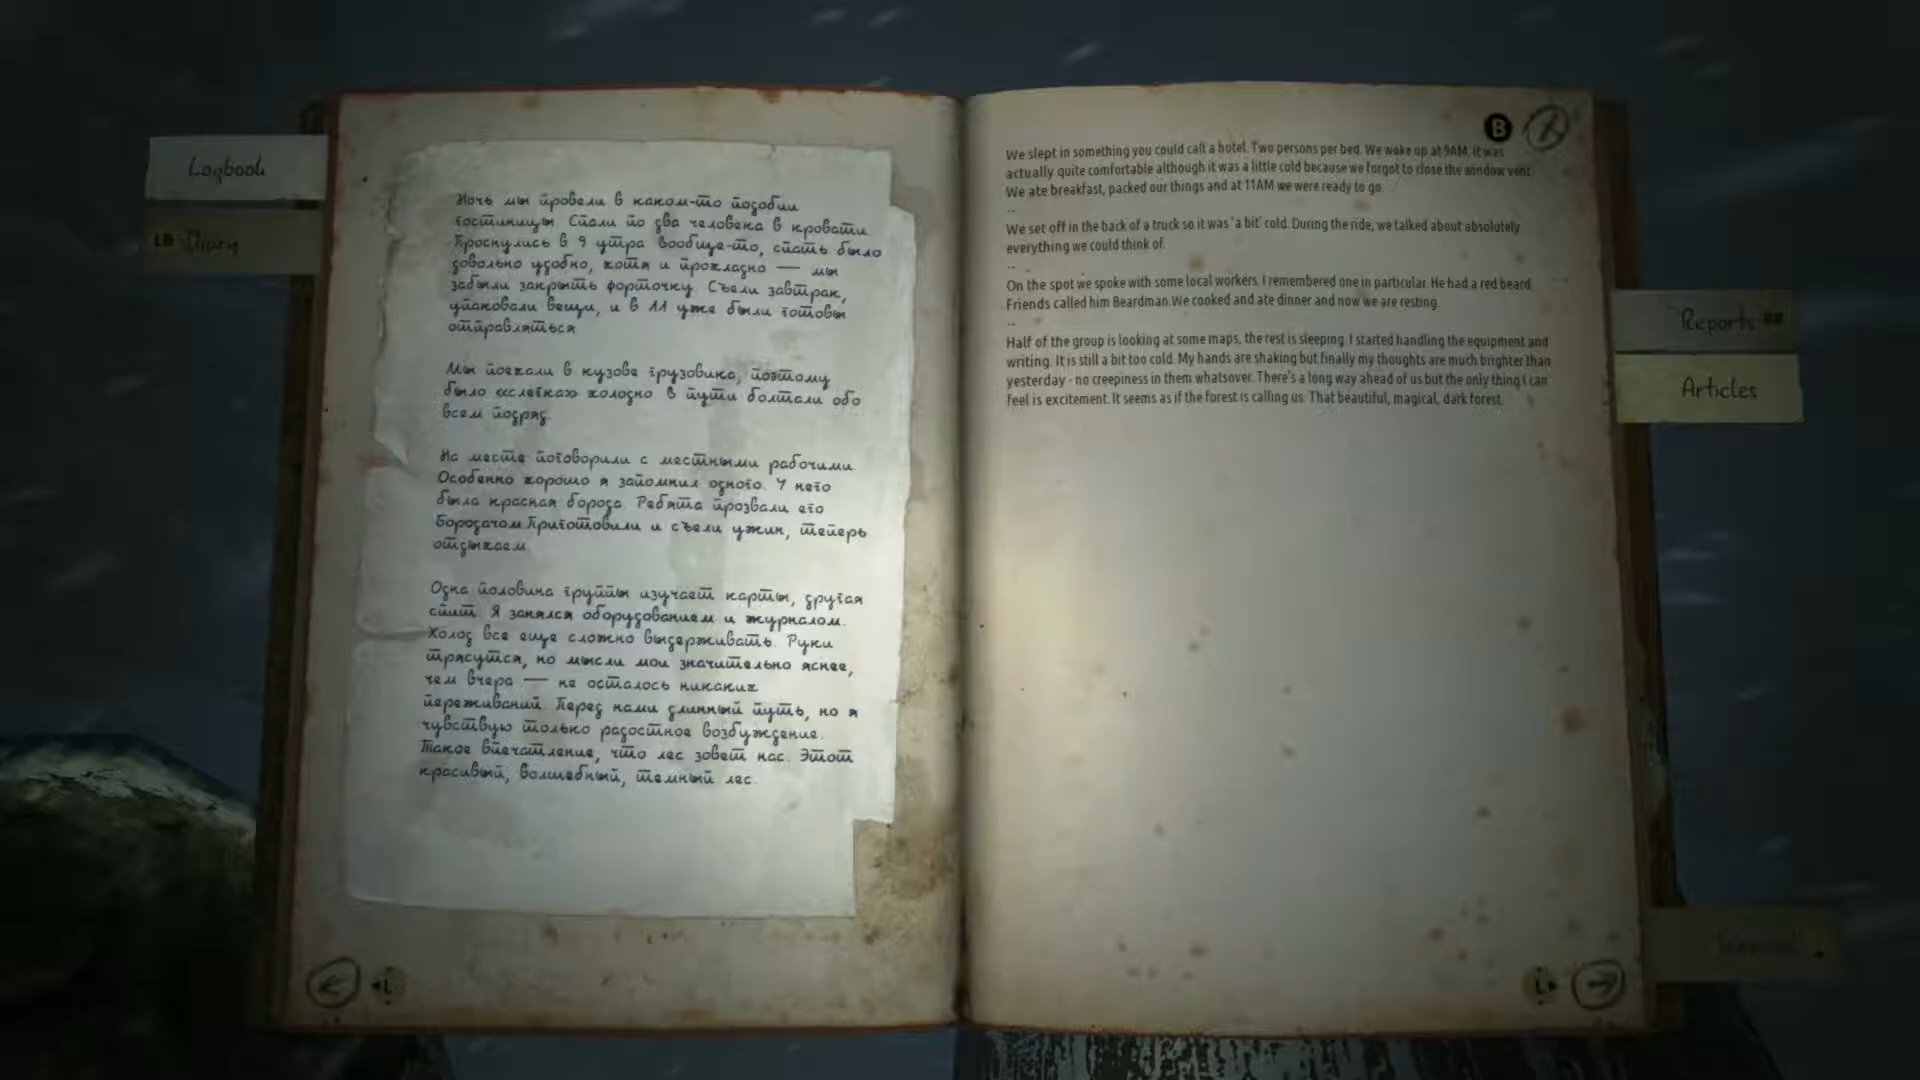 Logbook
LB Diary
Ночь мы провели в каком-то подобии
гостиницы Спали по два человека в кровати.
Проснулись в 9 утра Вообще-то, спать было
довольно удобно, хотя и прохладно — мы
забыли закрыть форточку. Съели завтрак,
упаковали вещи, и в 11 уже были готовы
отправляться
Мы поехали в кузове грузовика, поэтому
было «слегка» холодно В пути болтали обо
всем подряд.
На месте поговорили с местными рабочими.
Особенно хорошо я запомнил одного. У него
была красная борода. Ребята прозвали его
Бородачом.Приготовили и съели ужин, теперь
отдыхаем.
Одна половина группы изучает карты, другая
спит. Я занялся оборудованием и журналом.
Холод все еще сложно выдерживать. Руки
трясутся, но мысли мои значительно яснее,
чем вчера — не осталось никаких
переживаний. Перед нами длинный путь, но я
чувствую только радостное возбуждение.
Такое впечатление, что лес зовет нас. Этот
красивый, волшебный, темный лес.
L
B
We slept in something you could call a hotel. Two persons per bed. We woke up at 9AM. It was
actually quite comfortable although it was a little cold because we forgot to close the window vent.
We ate breakfast, packed our things and at 11AM we were ready to go.
..
We set off in the back of a truck so it was 'a bit' cold. During the ride, we talked about absolutely
everything we could think of.
..
On the spot we spoke with some local workers. I remembered one in particular. He had a red beard.
Friends called him Beardman.We cooked and ate dinner and now we are resting.
..
Half of the group is looking at some maps, the rest is sleeping. I started handling the equipment and
writing. It is still a bit too cold. My hands are shaking but finally my thoughts are much brighter than
yesterday - no creepiness in them whatsover. There's a long way ahead of us but the only thing I can
feel is excitement. It seems as if the forest is calling us. That beautiful, magical, dark forest.
L
Reports
Articles